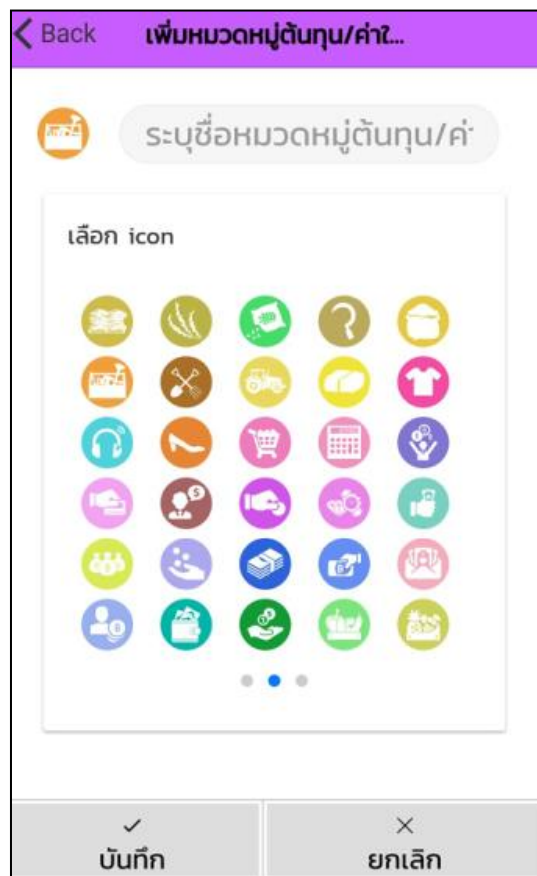 Back เพิ่มหมวดหมู่ต้นทุน/ค่าใ...
ระบุชื่อหมวดหมู่ต้นทุน/ค่
เลือก icon
บันทึก ยกเลิก